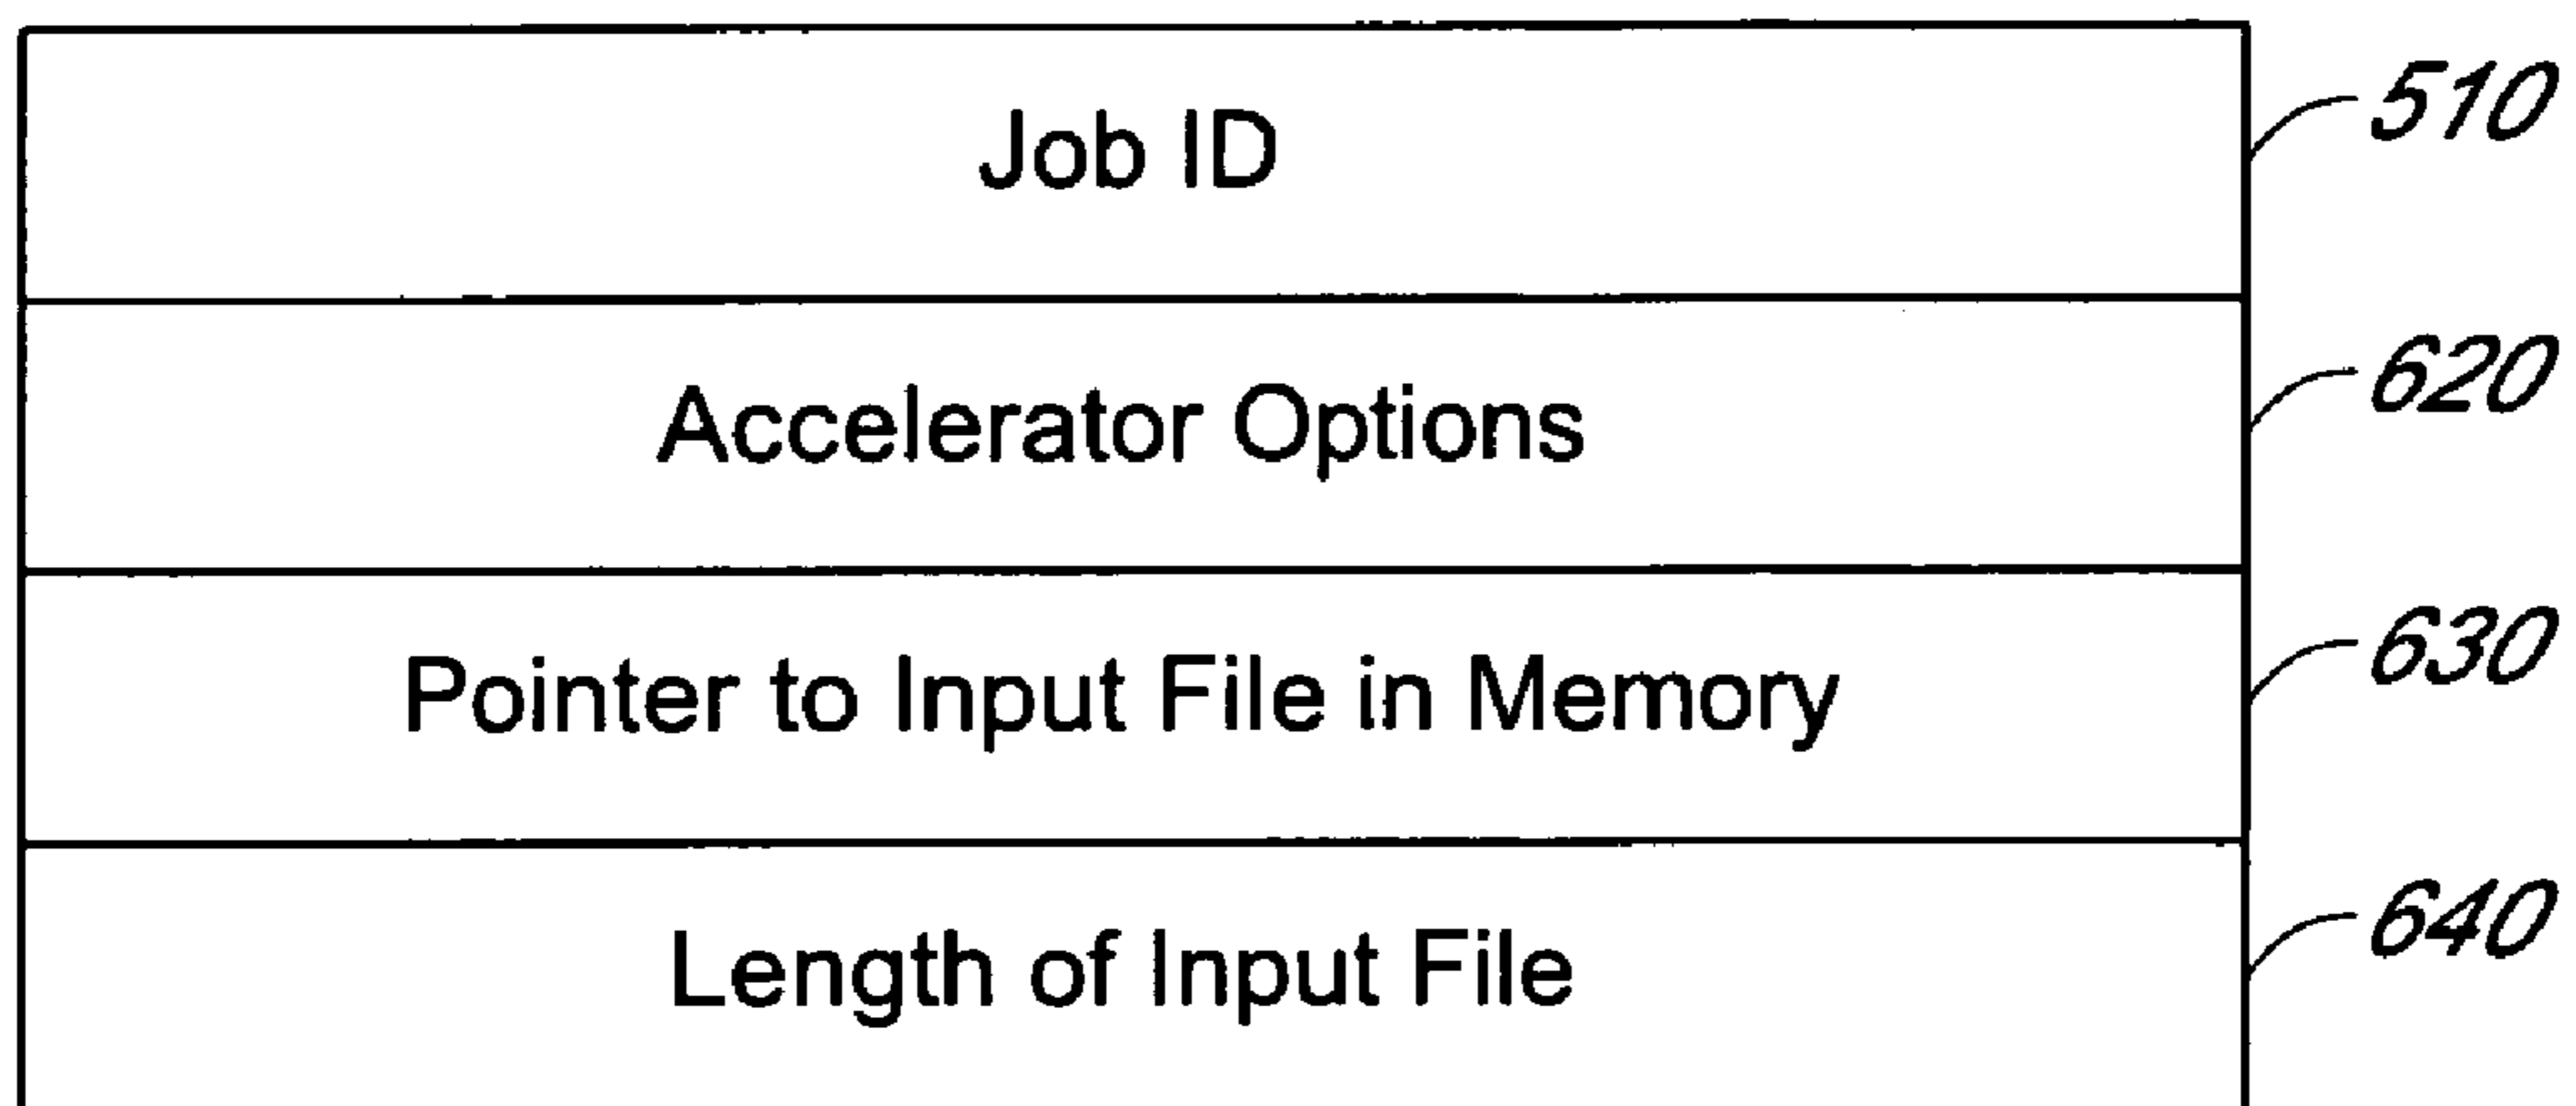 Job ID 510
Accelerator Options 620
Pointer to Input File in Memory 630
Length of Input File 640